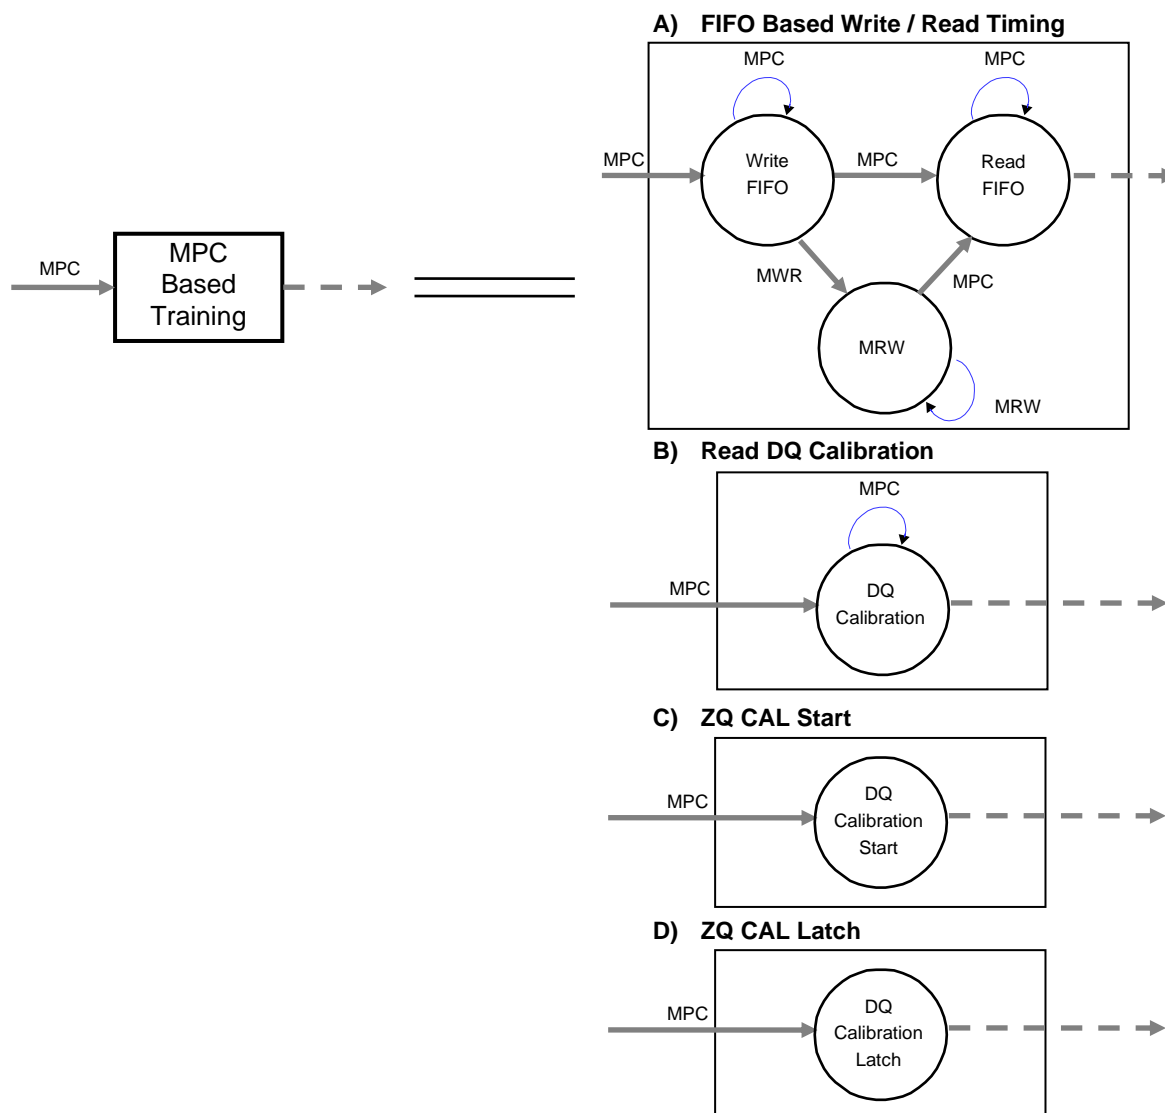 MPC
MPC
Based
Training
A) FIFO Based Write / Read Timing
MPC
MPC
MPC
Write
FIFO
MPC
Read
FIFO
MWR
MPC
MRW
MRW
B) Read DQ Calibration
MPC
MPC
DQ
Calibration
C) ZQ CAL Start
MPC
DQ
Calibration
Start
D) ZQ CAL Latch
MPC
DQ
Calibration
Latch